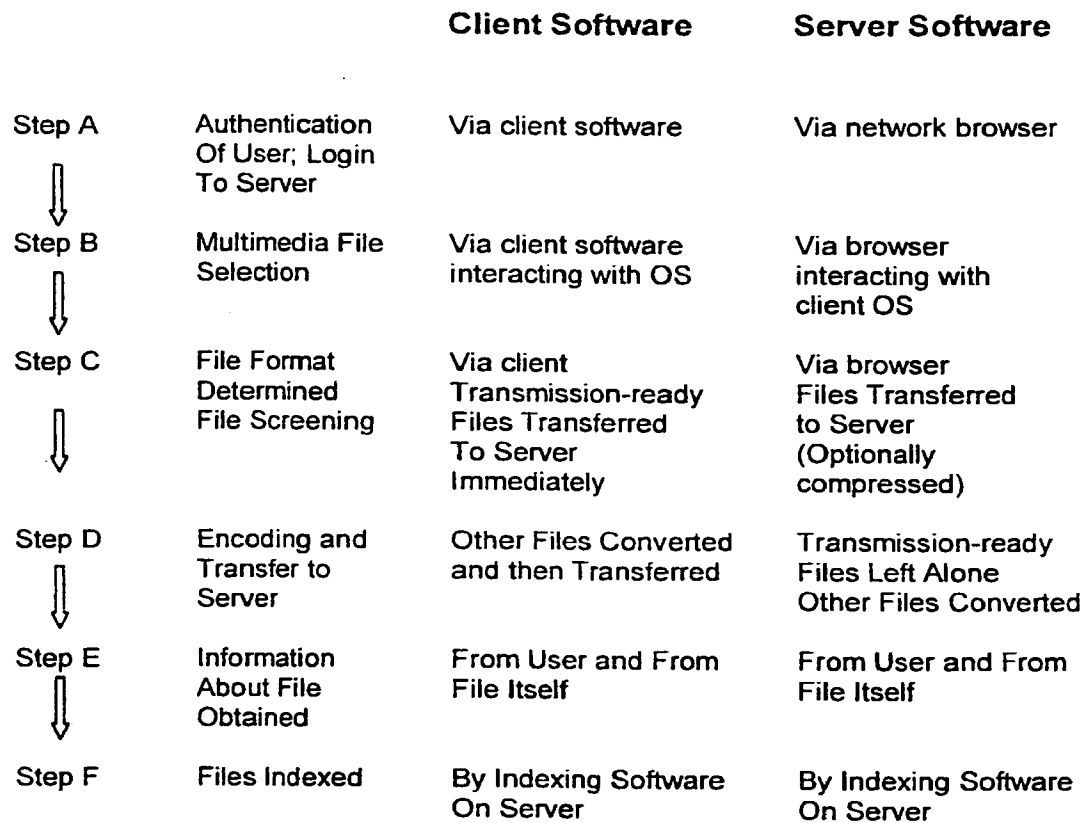 Client Software Server Software
Step A Authentication Via client software Via network browser
Of User; Login
To Server
Step B Multimedia File Via client software Via browser
Selection interacting with OS interacting with
client OS
Step C File Format Via client Via browser
Determined Transmission-ready Files Transferred
File Screening Files Transferred to Server
To Server (Optionally
Immediately compressed)
Step D Encoding and Other Files Converted Transmission-ready
Transfer to and then Transferred Files Left Alone
Server Other Files Converted
Step E Information From User and From From User and From
About File File Itself File Itself
Obtained
Step F Files Indexed By Indexing Software By Indexing Software
On Server On Server